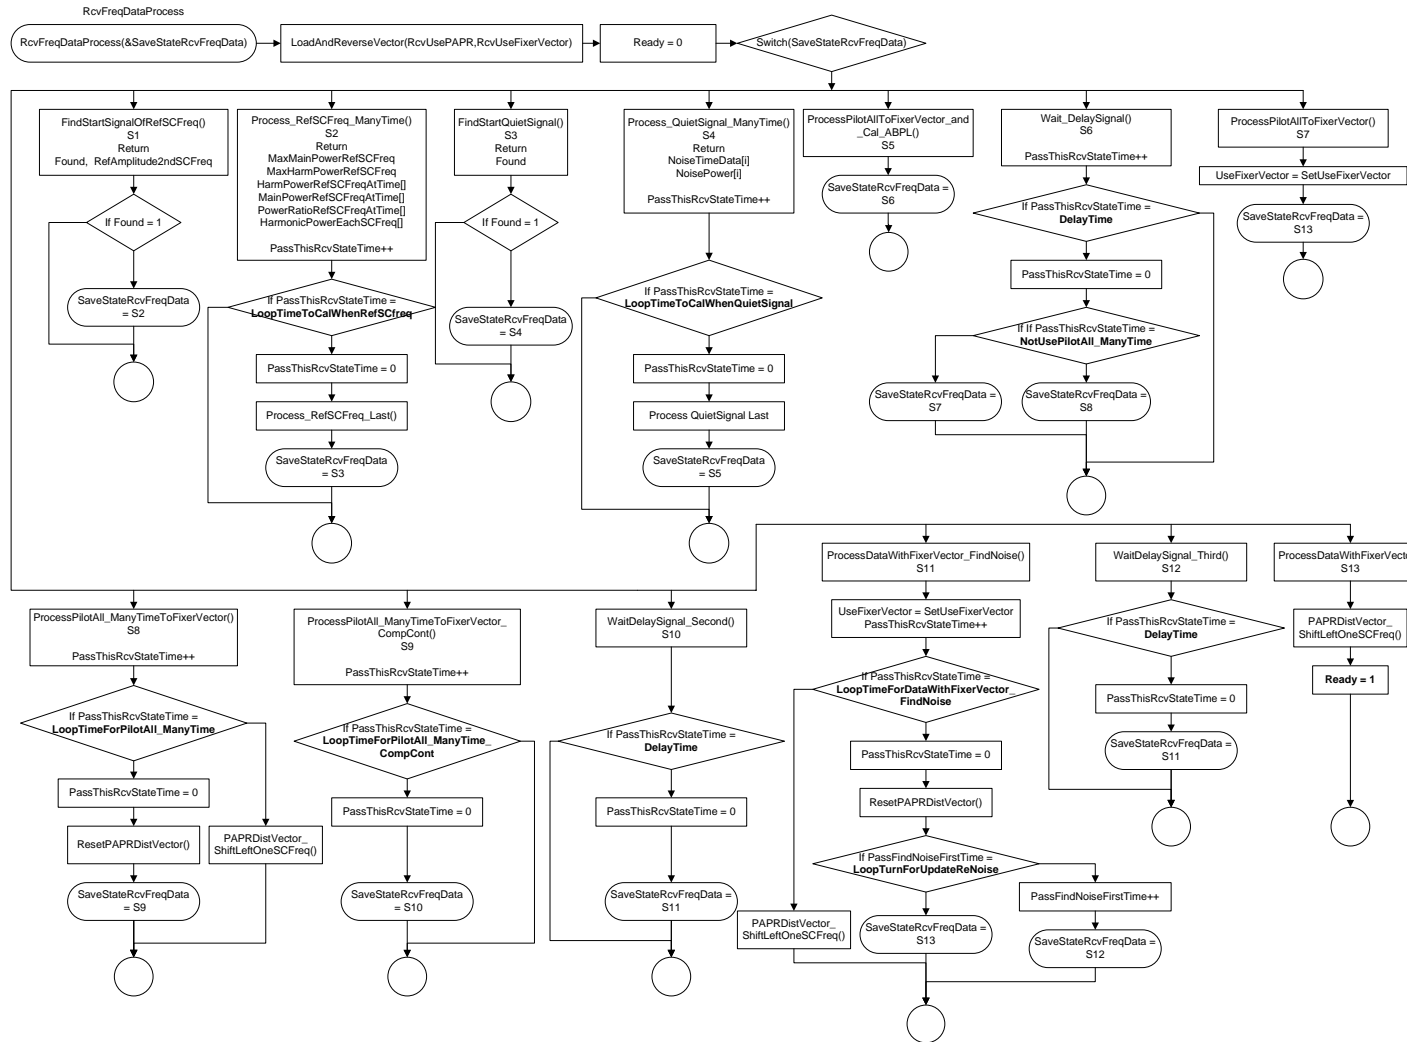 RcvFreqDataProcess
RcvFreqDataProcess(&SaveStateRcvFreqData)
LoadAndReverseVector(RcvUsePAPR,RcvUseFixerVector)
Ready = 0
Switch(SaveStateRcvFreqData)
FindStartSignalOfRefSCFreq()
S1
Return
Found,  RefAmplitude2ndSCFreq
If Found = 1
SaveStateRcvFreqData
= S2
Process_RefSCFreq_ManyTime()
S2
Return
MaxMainPowerRefSCFreq
MaxHarmPowerRefSCFreq
HarmPowerRefSCFreqAtTime[]
MainPowerRefSCFreqAtTime[]
PowerRatioRefSCFreqAtTime[]
HarmonicPowerEachSCFreq[]
PassThisRcvStateTime++
If PassThisRcvStateTime =
LoopTimeToCalWhenRefSCfreq
PassThisRcvStateTime = 0
Process_RefSCFreq_Last()
SaveStateRcvFreqData
= S3
FindStartQuietSignal()
S3
Return
Found
If Found = 1
SaveStateRcvFreqData
= S4
Process_QuietSignal_ManyTime()
S4
Return
NoiseTimeData[i]
NoisePower[i]
PassThisRcvStateTime++
If PassThisRcvStateTime =
LoopTimeToCalWhenQuietSignal
PassThisRcvStateTime = 0
Process QuietSignal Last
SaveStateRcvFreqData
= S5
ProcessPilotAllToFixerVector_and
_Cal_ABPL()
S5
SaveStateRcvFreqData =
S6
Wait_DelaySignal()
S6
PassThisRcvStateTime++
If PassThisRcvStateTime =
DelayTime
PassThisRcvStateTime = 0
If If PassThisRcvStateTime =
NotUsePilotAll_ManyTime
SaveStateRcvFreqData =
S7
SaveStateRcvFreqData =
S8
ProcessPilotAllToFixerVector()
S7
UseFixerVector = SetUseFixerVector
SaveStateRcvFreqData =
S13
ProcessPilotAll_ManyTimeToFixerVector()
S8
PassThisRcvStateTime++
If PassThisRcvStateTime =
LoopTimeForPilotAll_ManyTime
PassThisRcvStateTime = 0
ResetPAPRDistVector()
SaveStateRcvFreqData
= S9
PAPRDistVector_
ShiftLeftOneSCFreq()
ProcessPilotAll_ManyTimeToFixerVector_
CompCont()
S9
PassThisRcvStateTime++
If PassThisRcvStateTime =
LoopTimeForPilotAll_ManyTime_
CompCont
PassThisRcvStateTime = 0
SaveStateRcvFreqData
= S10
WaitDelaySignal_Second()
S10
If PassThisRcvStateTime =
DelayTime
PassThisRcvStateTime = 0
SaveStateRcvFreqData =
S11
ProcessDataWithFixerVector_FindNoise()
S11
UseFixerVector = SetUseFixerVector
PassThisRcvStateTime++
If PassThisRcvStateTime =
LoopTimeForDataWithFixerVector_
FindNoise
PassThisRcvStateTime = 0
ResetPAPRDistVector()
If PassFindNoiseFirstTime =
LoopTurnForUpdateReNoise
PAPRDistVector_
ShiftLeftOneSCFreq()
SaveStateRcvFreqData =
S13
PassFindNoiseFirstTime++
SaveStateRcvFreqData =
S12
WaitDelaySignal_Third()
S12
If PassThisRcvStateTime =
DelayTime
PassThisRcvStateTime = 0
SaveStateRcvFreqData =
S11
ProcessDataWithFixerVector
S13
PAPRDistVector_
ShiftLeftOneSCFreq()
Ready = 1